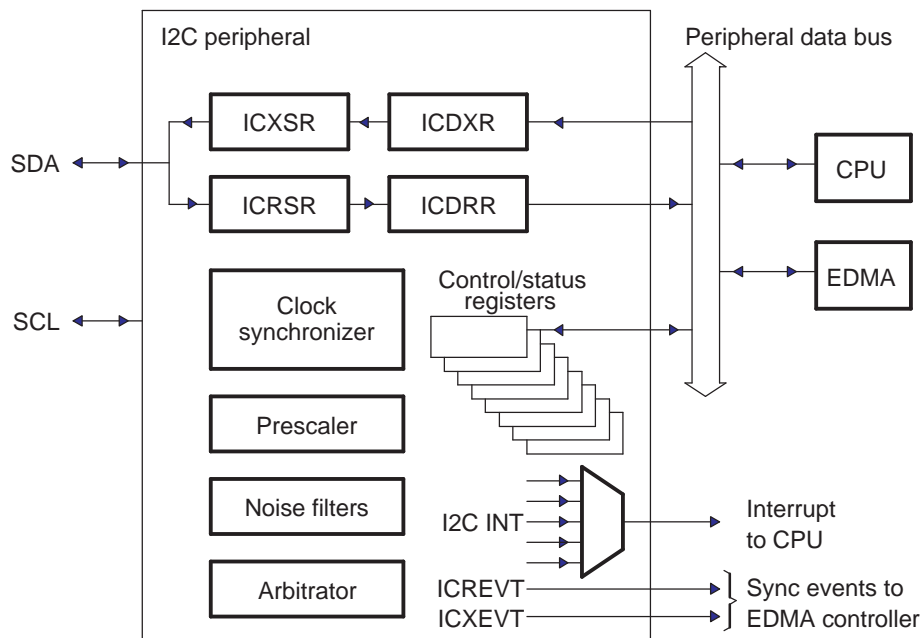 I2C peripheral
Peripheral data bus
ICXSR
ICDXR
SDA
CPU
ICRSR
ICDRR
Control/status
registers
EDMA
SCL
Clock
synchronizer
Prescaler
Noise filters
I2C INT
Interrupt
to CPU
Arbitrator
ICREVT
ICXEVT
Sync events to
EDMA controller